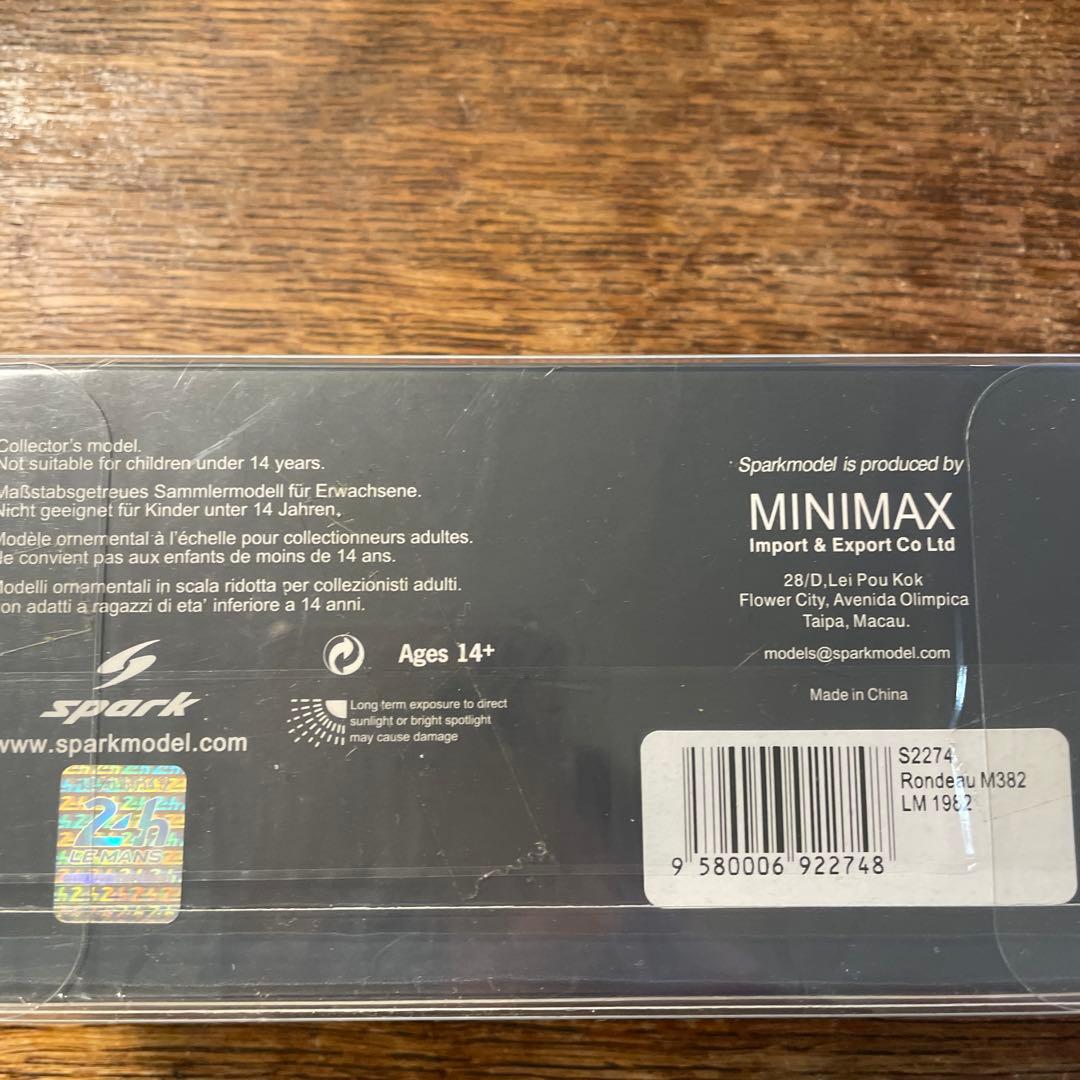 Collector's model.
Not suitable for children under 14 years.
Maßstabsgetreues Sammlermodell für Erwachsene.
Nicht geeignet für Kinder unter 14 Jahren.
Modèle ornemental à l'échelle pour collectionneurs adultes.
Ne convient pas aux enfants de moins de 14 ans.
Modelli ornamentali in scala ridotta per collezionisti adulti.
Non adatti a ragazzi di eta' inferiore a 14 anni.
Ages 14+
spark
www.sparkmodel.com
Long term exposure to direct
sunlight or bright spotlight
may cause damage
24h
LE MANS
Sparkmodel is produced by
MINIMAX
Import & Export Co Ltd
28/D,Lei Pou Kok
Flower City, Avenida Olimpica
Taipa, Macau.
models@sparkmodel.com
Made in China
S2274
Rondeau M382
LM 1982
9 580006 922748